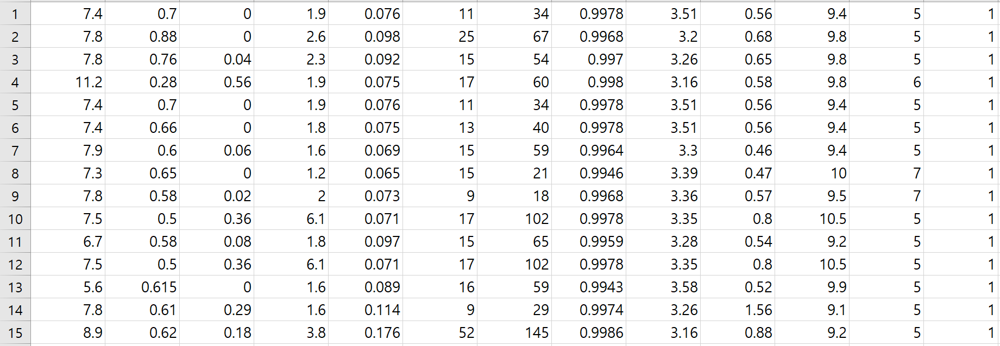 1 7.4 0.7 0 1.9 0.076 11 34 0.9978 3.51 0.56 9.4 5 1
2 7.8 0.88 0 2.6 0.098 25 67 0.9968 3.2 0.68 9.8 5 1
3 7.8 0.76 0.04 2.3 0.092 15 54 0.997 3.26 0.65 9.8 5 1
4 11.2 0.28 0.56 1.9 0.075 17 60 0.998 3.16 0.58 9.8 6 1
5 7.4 0.7 0 1.9 0.076 11 34 0.9978 3.51 0.56 9.4 5 1
6 7.4 0.66 0 1.8 0.075 13 40 0.9978 3.51 0.56 9.4 5 1
7 7.9 0.6 0.06 1.6 0.069 15 59 0.9964 3.3 0.46 9.4 5 1
8 7.3 0.65 0 1.2 0.065 15 21 0.9946 3.39 0.47 10 7 1
9 7.8 0.58 0.02 2 0.073 9 18 0.9968 3.36 0.57 9.5 7 1
10 7.5 0.5 0.36 6.1 0.071 17 102 0.9978 3.35 0.8 10.5 5 1
11 6.7 0.58 0.08 1.8 0.097 15 65 0.9959 3.28 0.54 9.2 5 1
12 7.5 0.5 0.36 6.1 0.071 17 102 0.9978 3.35 0.8 10.5 5 1
13 5.6 0.615 0 1.6 0.089 16 59 0.9943 3.58 0.52 9.9 5 1
14 7.8 0.61 0.29 1.6 0.114 9 29 0.9974 3.26 1.56 9.1 5 1
15 8.9 0.62 0.18 3.8 0.176 52 145 0.9986 3.16 0.88 9.2 5 1